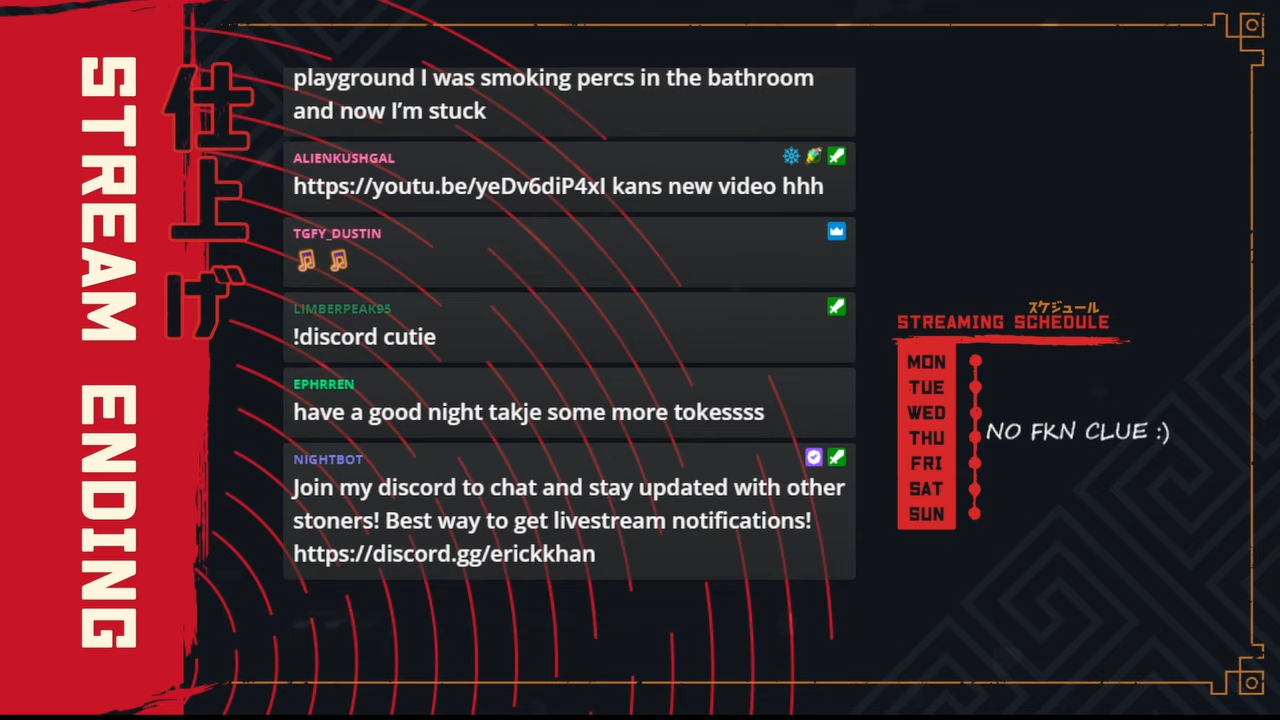 STREAM ENDING
仕上げ
playground I was smoking percs in the bathroom
and now I’m stuck
ALIENKUSHGAL
https://youtu.be/yeDv6diP4xI kans new video hhh
TGFY_DUSTIN
LIMBERPEAK95
!discord cutie
EPHRREN
have a good night takje some more tokessss
NIGHTBOT
Join my discord to chat and stay updated with other
stoners! Best way to get livestream notifications!
https://discord.gg/erickkhan
スケジュール
STREAMING SCHEDULE
MON
TUE
WED
THU
FRI
SAT
SUN
NO FKN CLUE :)